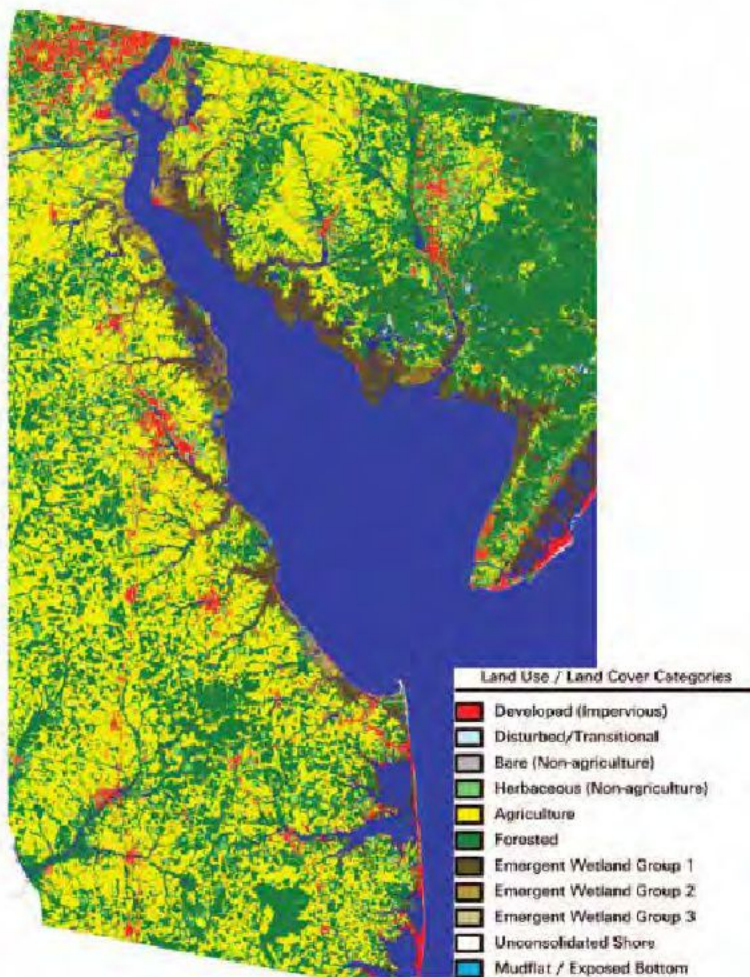 Land Use / Land Cover Categories
Developed (Impervious)
Disturbed/Transitional
Bare (Non-agriculture)
Herbaceous (Non-agriculture)
Agriculture
Forested
Emergent Wetland Group 1
Emergent Wetland Group 2
Emergent Wetland Group 3
Unconsolidated Shore
Mudflat / Exposed Bottom